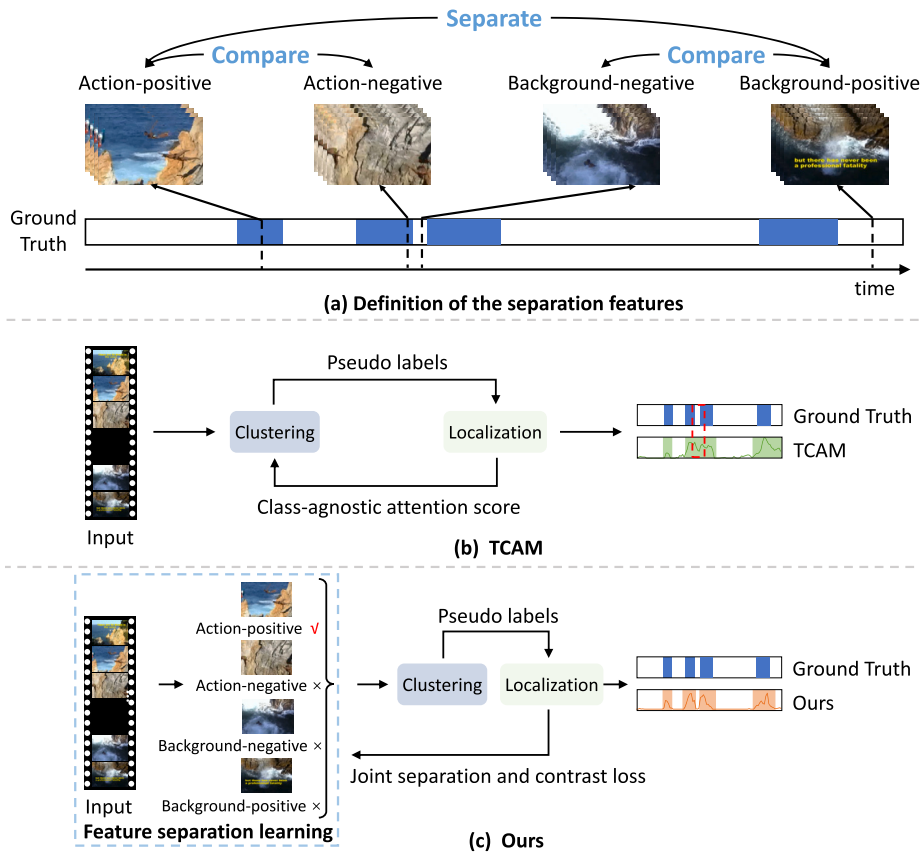 Separate
Compare
Compare
Action-positive
Action-negative
Background-negative
Background-positive
but there has never been
a professional fatality
Ground
Truth
time
(a) Definition of the separation features
Pseudo labels
Clustering
Localization
Ground Truth
TCAM
Class-agnostic attention score
Input
(b) TCAM
Action-positive √
Action-negative ×
Background-negative ×
Background-positive ×
Input
Feature separation learning
Pseudo labels
Clustering
Localization
Ground Truth
Ours
Joint separation and contrast loss
(c) Ours